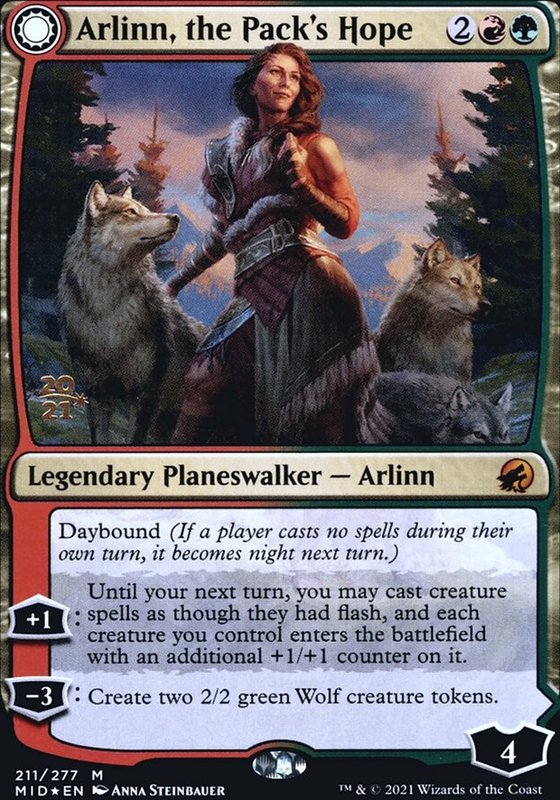 Arlinn, the Pack's Hope 2
20
21
Legendary Planeswalker — Arlinn
Daybound (If a player casts no spells during their
own turn, it becomes night next turn.)
+1: Until your next turn, you may cast creature
spells as though they had flash, and each
creature you control enters the battlefield
with an additional +1/+1 counter on it.
−3: Create two 2/2 green Wolf creature tokens.
4
211/277 M
MID★EN Anna Steinbauer
™ & © 2021 Wizards of the Coast